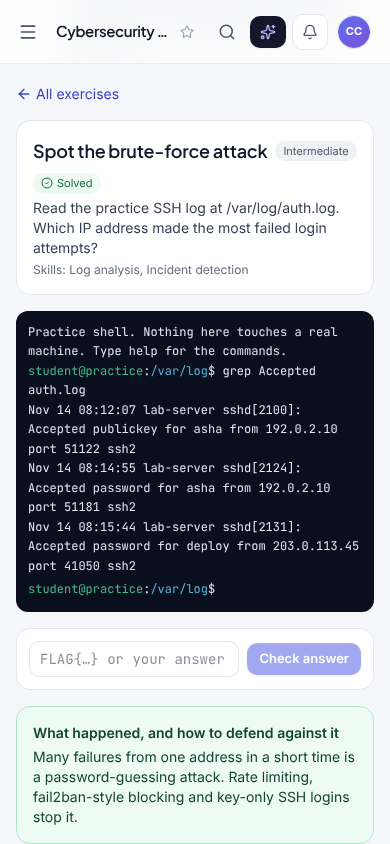 Cybersecurity ...
CC
← All exercises
Spot the brute-force attack
Intermediate
Solved
Read the practice SSH log at /var/log/auth.log.
Which IP address made the most failed login
attempts?
Skills: Log analysis, Incident detection
Practice shell. Nothing here touches a real
machine. Type help for the commands.
student@practice:/var/log$ grep Accepted
auth.log
Nov 14 08:12:07 lab-server sshd[2100]:
Accepted publickey for asha from 192.0.2.10
port 51122 ssh2
Nov 14 08:14:55 lab-server sshd[2124]:
Accepted password for asha from 192.0.2.10
port 51181 ssh2
Nov 14 08:15:44 lab-server sshd[2131]:
Accepted password for deploy from 203.0.113.45
port 41050 ssh2
student@practice:/var/log$
FLAG{…} or your answer
Check answer
What happened, and how to defend against it
Many failures from one address in a short time is
a password-guessing attack. Rate limiting,
fail2ban-style blocking and key-only SSH logins
stop it.